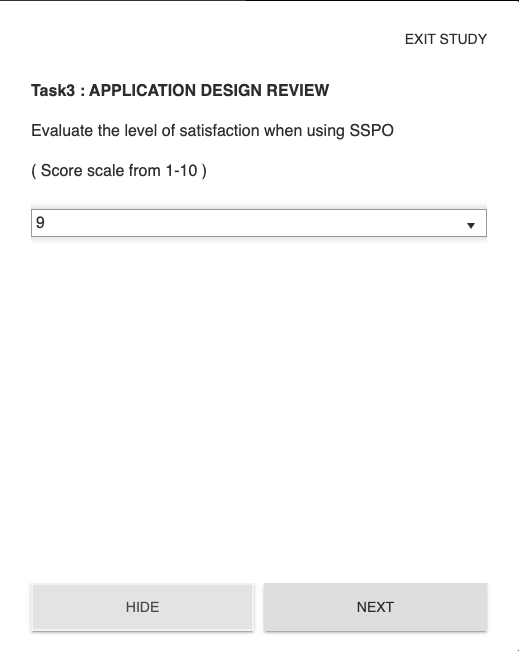 EXIT STUDY
Task3 : APPLICATION DESIGN REVIEW
Evaluate the level of satisfaction when using SSPO
( Score scale from 1-10 )
9
HIDE
NEXT